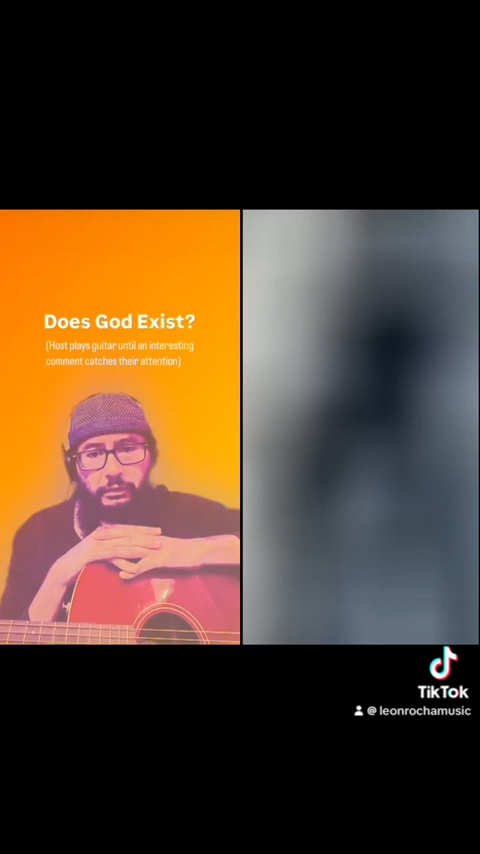 Does God Exist?
(Host plays guitar until an interesting
comment catches their attention)
TikTok
@ leonrochamusic